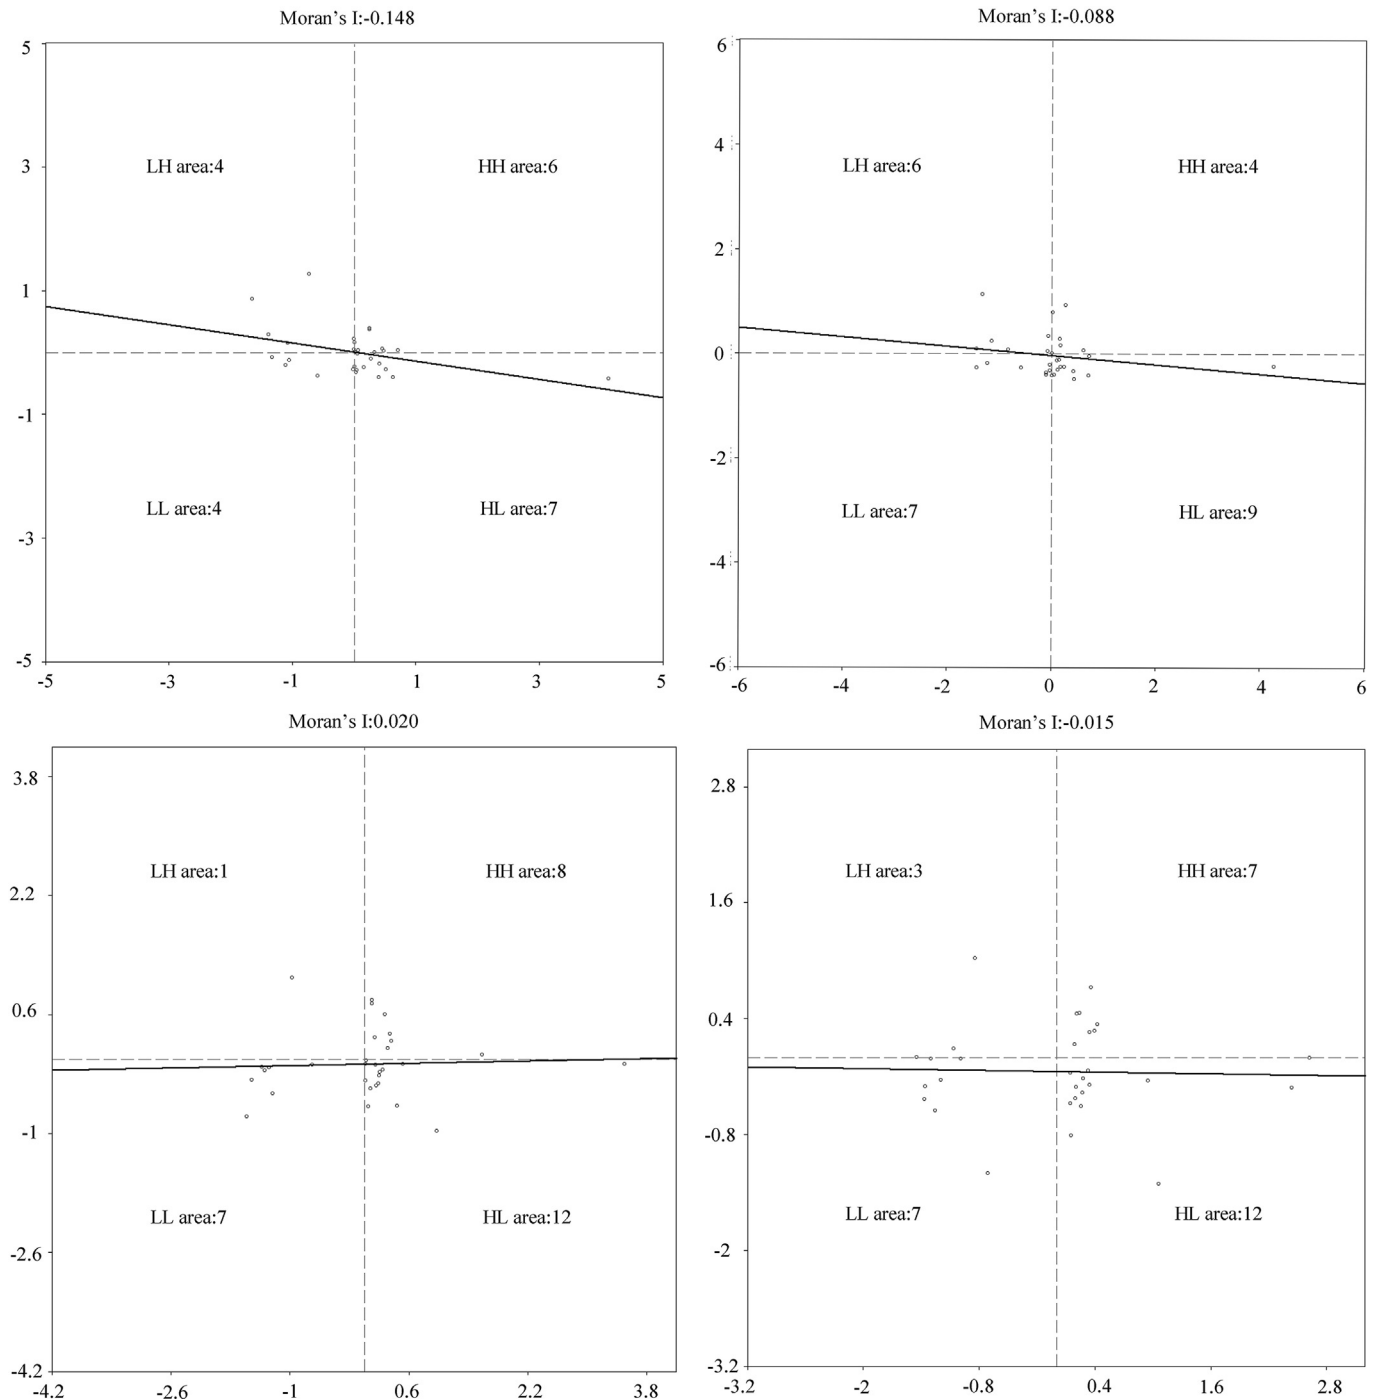 Moran's I:-0.148
5
LH area:4
HH area:6
3
1
-1
LL area:4
HL area:7
-3
-5
-5 -3 -1 1 3 5
Moran's I:-0.088
6
4
LH area:6
HH area:4
2
0
-2
LL area:7
HL area:9
-4
-6
-6 -4 -2 0 2 4 6
Moran's I:0.020
3.8
LH area:1
HH area:8
2.2
0.6
-1
LL area:7
HL area:12
-2.6
-4.2
-4.2 -2.6 -1 0.6 2.2 3.8
Moran's I:-0.015
2.8
LH area:3
HH area:7
1.6
0.4
-0.8
LL area:7
HL area:12
-2
-3.2
-3.2 -2 -0.8 0.4 1.6 2.8